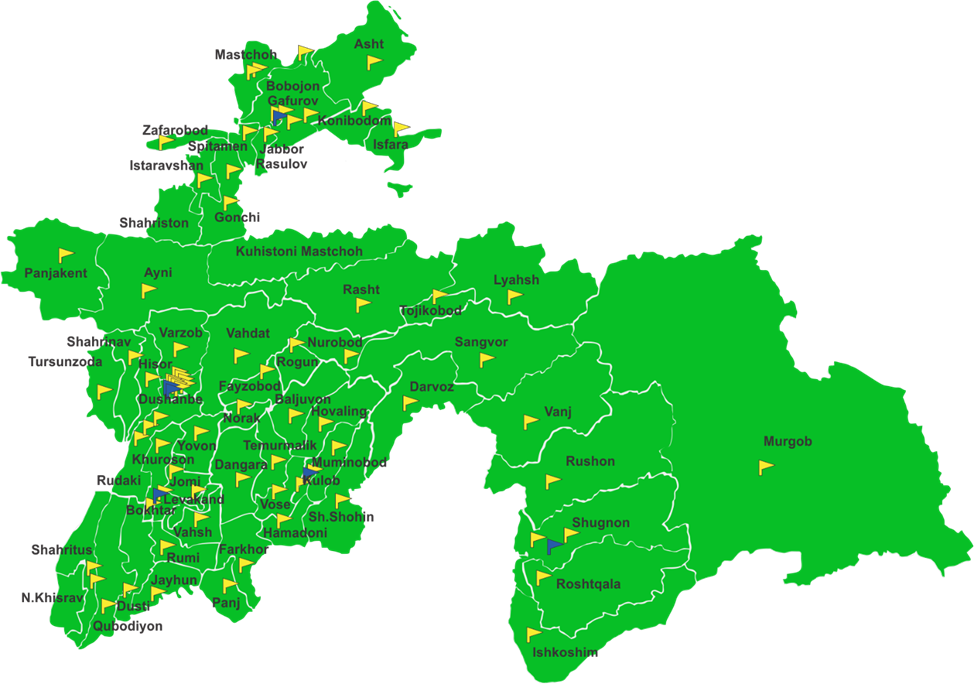 Asht
Mastchoh
Bobojon
Gafurov
Konibodom
Zafarobod
Spitamen
Jabbor
Rasulov
Isfara
Istaravshan
Shahriston
Gonchi
Kuhistoni Mastchoh
Panjakent
Ayni
Rasht
Lyahsh
Tojikobod
Shahrinav
Varzob
Vahdat
Nurobod
Sangvor
Tursunzoda
Hisor
Rogun
Fayzobod
Darvoz
Dushanbe
Baljuvon
Norak
Hovaling
Vanj
Murgob
Yovon
Temurmalik
Khuroson
Dangara
Muminobod
Rushon
Rudaki
Jomi
Kulob
Levakand
Bokhtar
Vose
Sh.Shohin
Vahsh
Hamadoni
Shugnon
Shahritus
Rumi
Farkhor
Jayhun
Roshtqala
N.Khisrav
Dusti
Panj
Qubodiyon
Ishkoshim